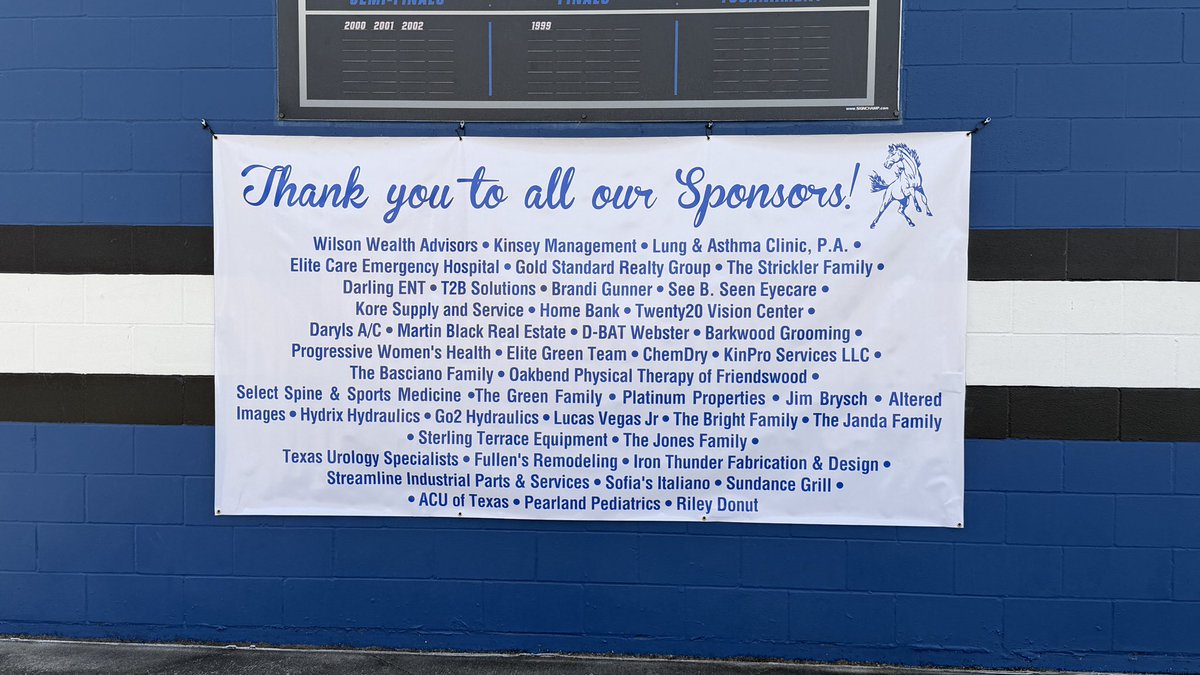 SEMI-FINALS FINALS TOURNAMENT
2000 2001 2002 1999
www.SIGNCHAMP.com
Thank you to all our Sponsors!
Wilson Wealth Advisors • Kinsey Management • Lung & Asthma Clinic, P.A. •
Elite Care Emergency Hospital • Gold Standard Realty Group • The Strickler Family •
Darling ENT • T2B Solutions • Brandi Gunner • See B. Seen Eyecare •
Kore Supply and Service • Home Bank • Twenty20 Vision Center •
Daryls A/C • Martin Black Real Estate • D-BAT Webster • Barkwood Grooming •
Progressive Women's Health • Elite Green Team • ChemDry • KinPro Services LLC •
The Basciano Family • Oakbend Physical Therapy of Friendswood •
Select Spine & Sports Medicine •The Green Family • Platinum Properties • Jim Brysch • Altered
Images • Hydrix Hydraulics • Go2 Hydraulics • Lucas Vegas Jr • The Bright Family • The Janda Family
• Sterling Terrace Equipment • The Jones Family •
Texas Urology Specialists • Fullen's Remodeling • Iron Thunder Fabrication & Design •
Streamline Industrial Parts & Services • Sofia's Italiano • Sundance Grill •
• ACU of Texas • Pearland Pediatrics • Riley Donut